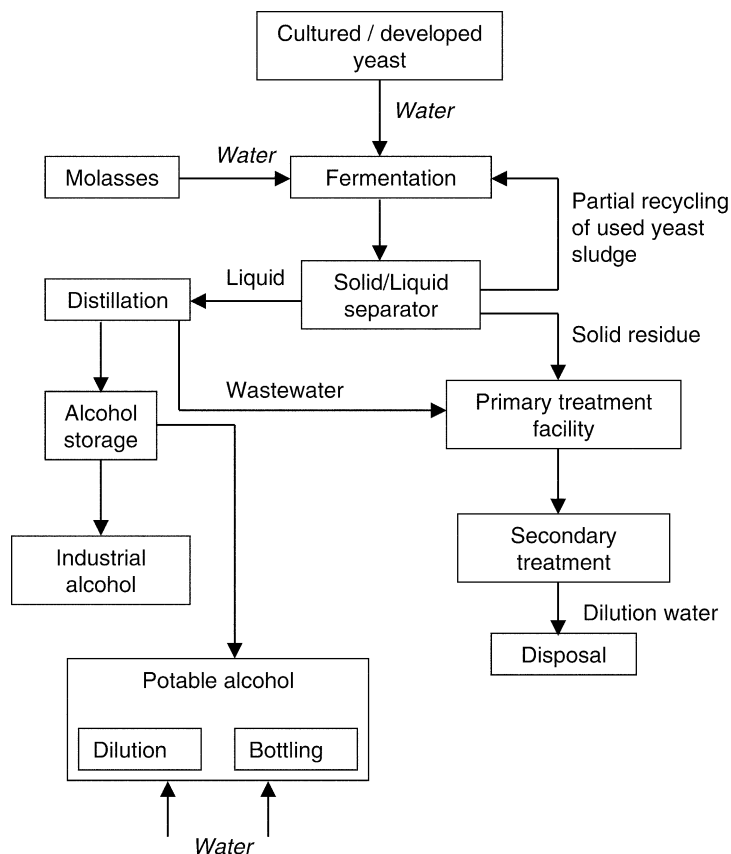 Cultured / developed
yeast
Water
Water
Molasses
Fermentation
Partial recycling
of used yeast
sludge
Liquid
Solid/Liquid
separator
Distillation
Solid residue
Wastewater
Primary treatment
facility
Alcohol
storage
Secondary
treatment
Industrial
alcohol
Dilution water
Disposal
Potable alcohol
Dilution
Bottling
Water